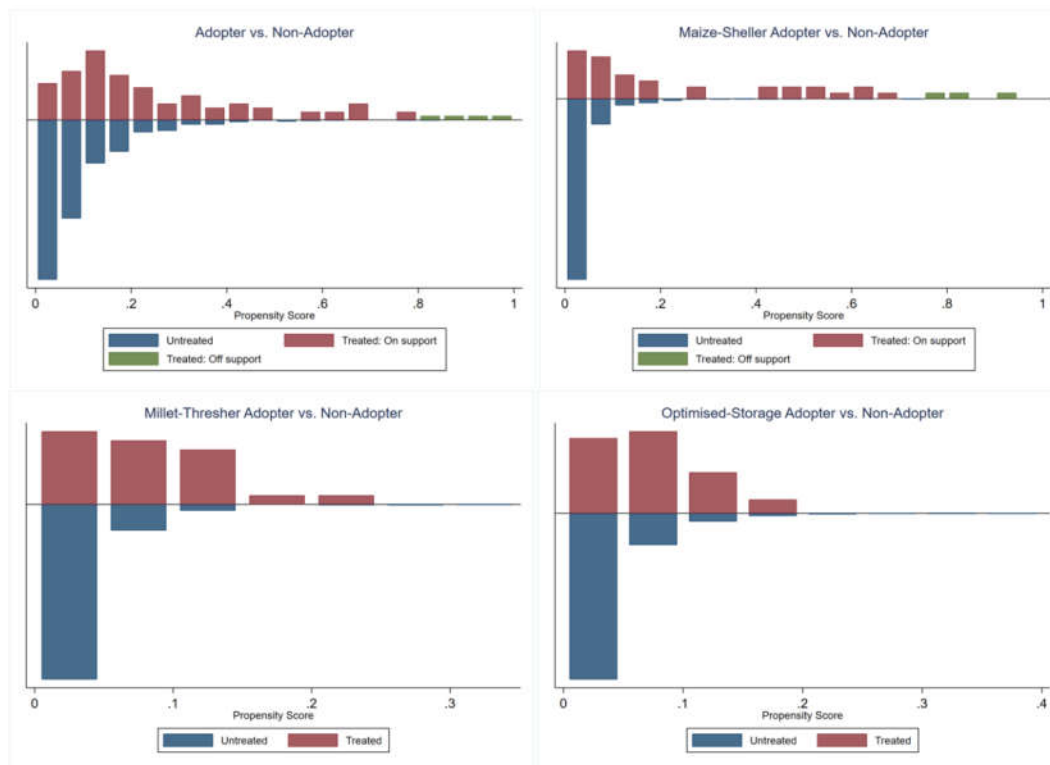 Adopter vs. Non-Adopter
0 .2 .4 .6 .8 1
Propensity Score
Untreated Treated: On support
Treated: Off support
Maize-Sheller Adopter vs. Non-Adopter
0 .2 .4 .6 .8 1
Propensity Score
Untreated Treated: On support
Treated: Off support
Millet-Thresher Adopter vs. Non-Adopter
0 .1 .2 .3
Propensity Score
Untreated Treated
Optimised-Storage Adopter vs. Non-Adopter
0 .1 .2 .3 .4
Propensity Score
Untreated Treated